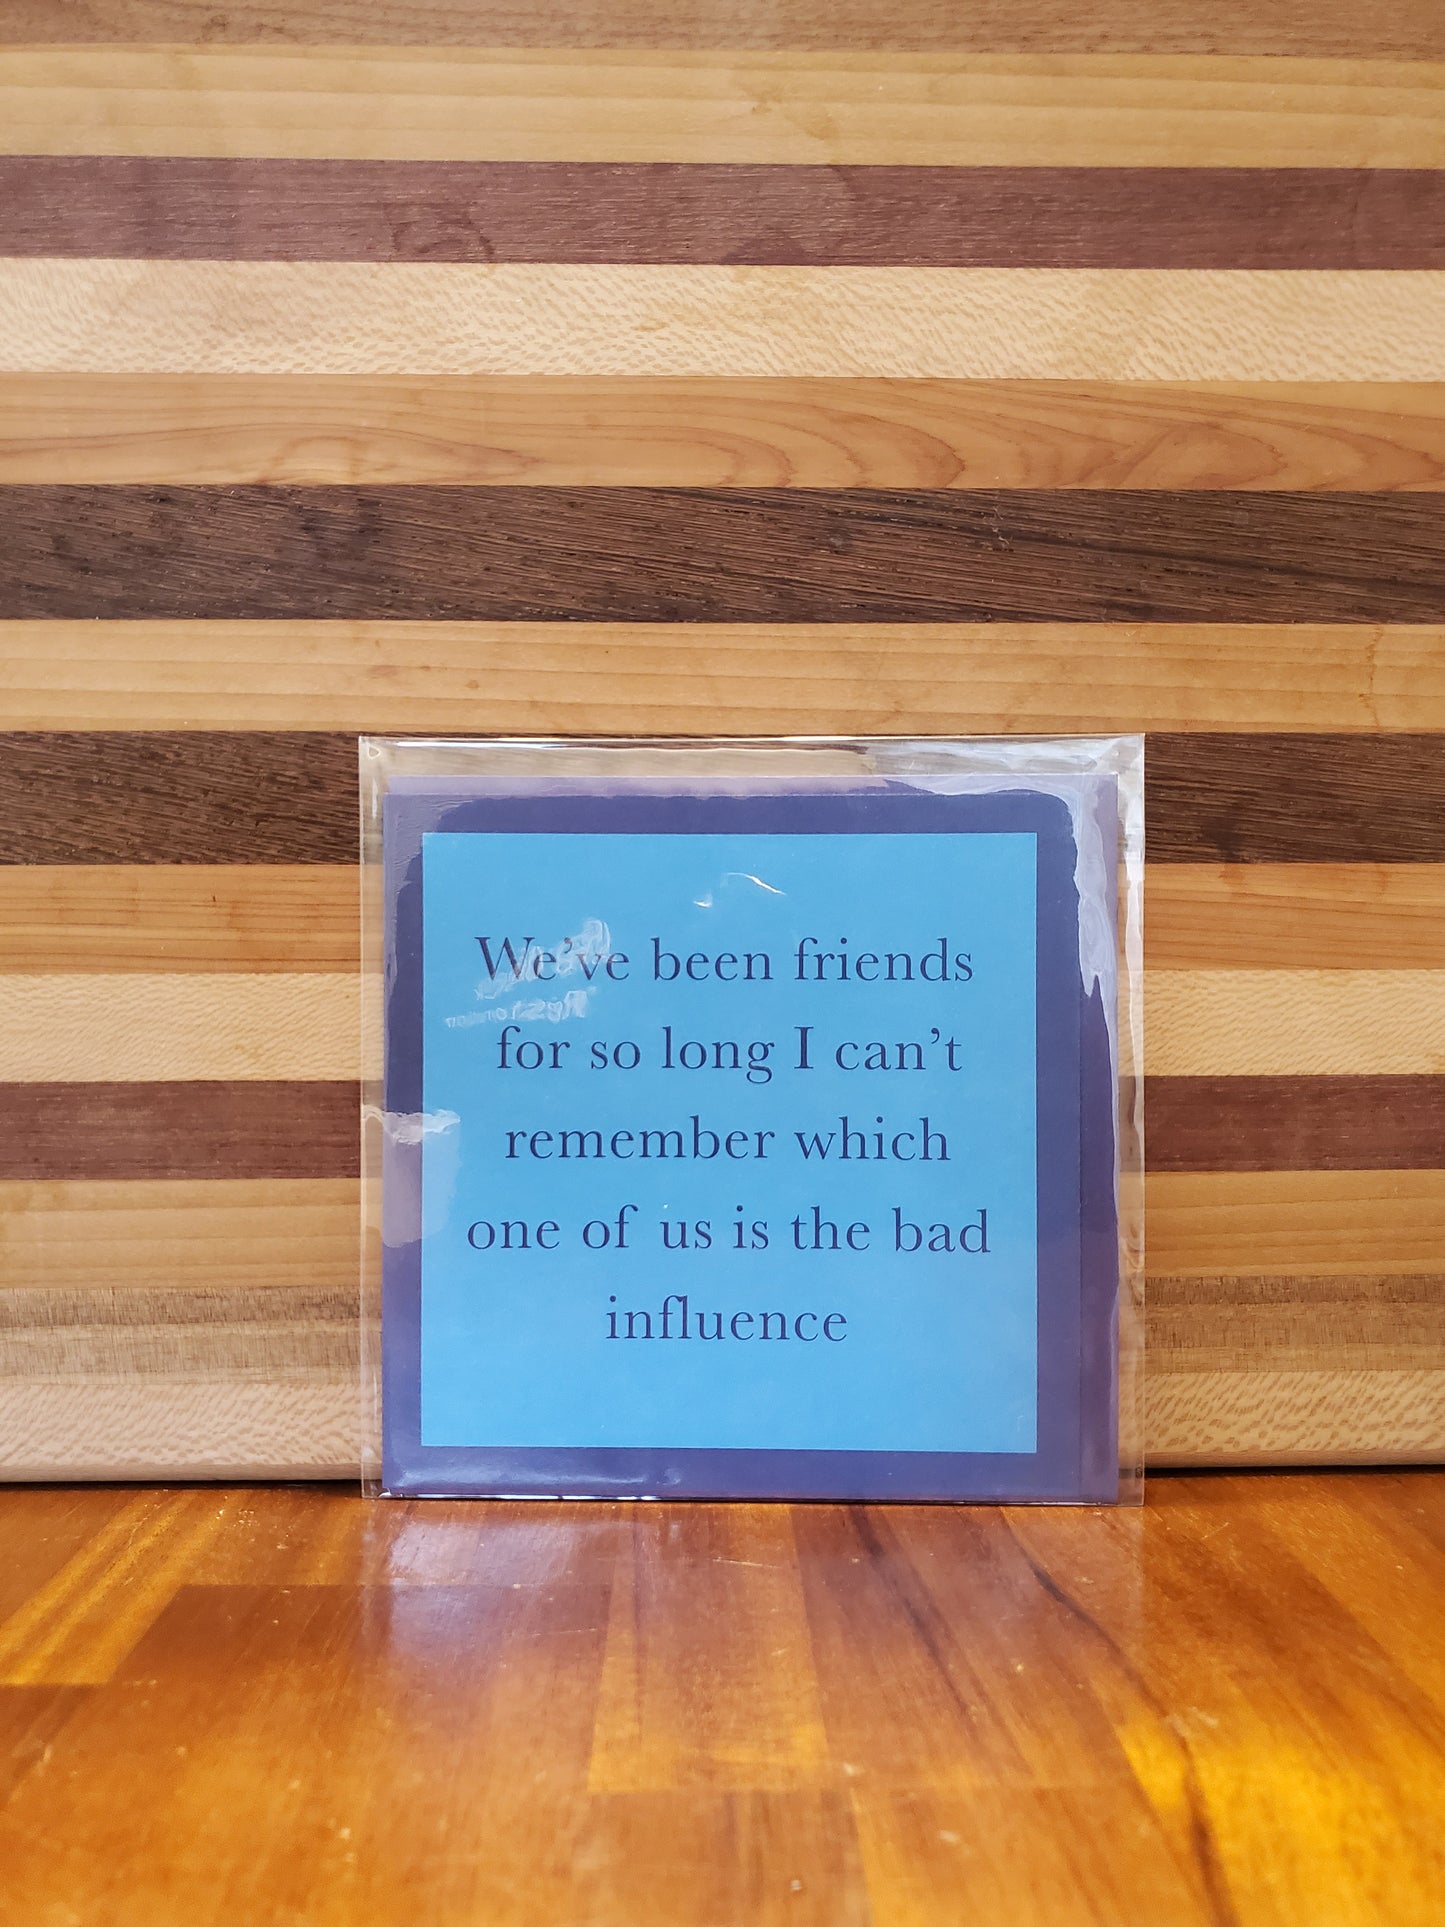 We’ve been friends
for so long I can’t
remember which
one of us is the bad
influence